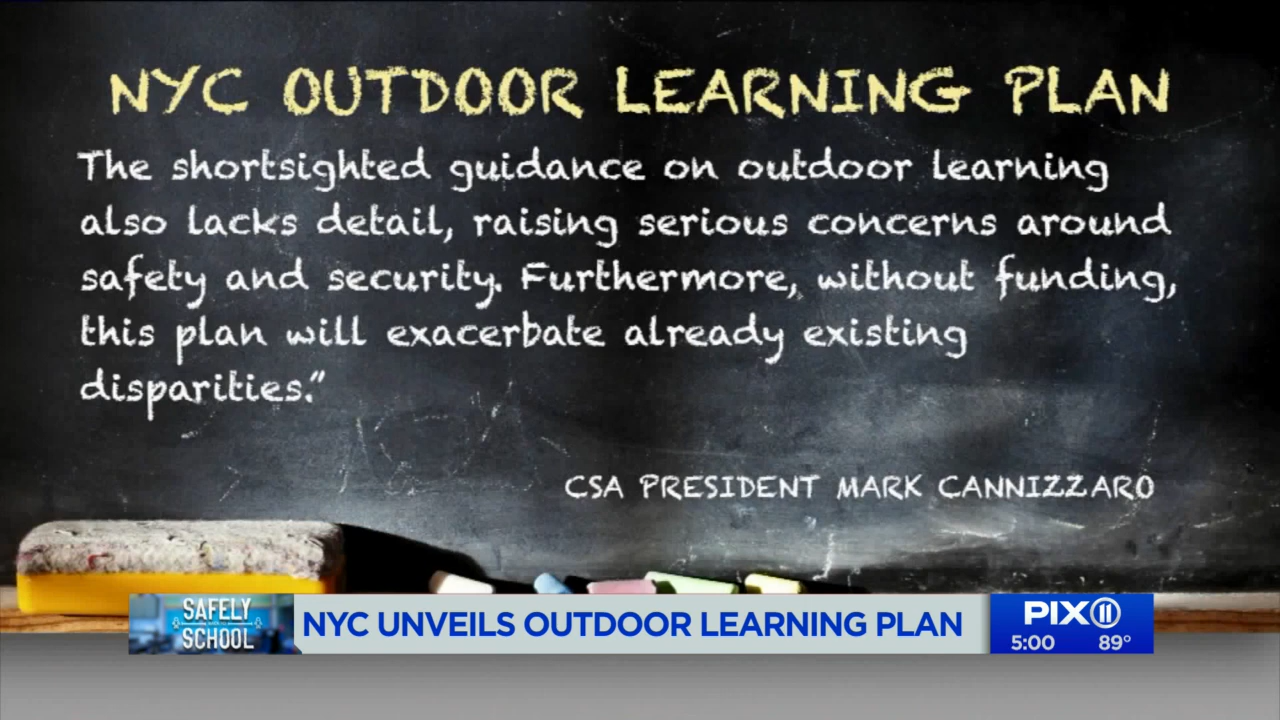 NYC OUTDOOR LEARNING PLAN
The shortsighted guidance on outdoor learning
also lacks detail, raising serious concerns around
safety and security. Furthermore, without funding,
this plan will exacerbate already existing
disparities.”
CSA PRESIDENT MARK CANNIZZARO
SAFELY
SCHOOL
NYC UNVEILS OUTDOOR LEARNING PLAN
PIX11
5:00 89°